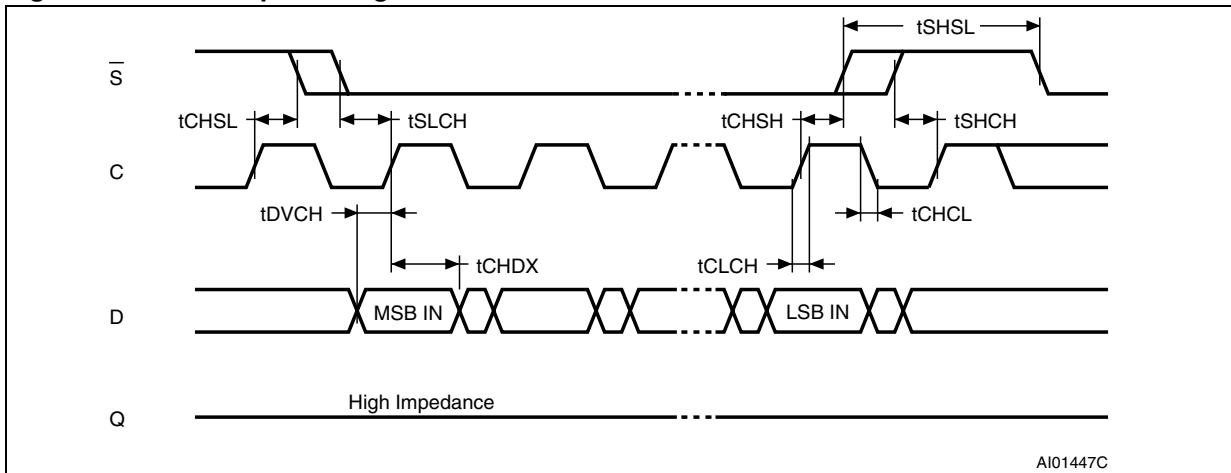 tSHSL
S
tCHSL
tSLCH
tCHSH
tSHCH
C
tDVCH
tCHCL
tCHDX
tCLCH
D
MSB IN
LSB IN
High Impedance
Q
AI01447C